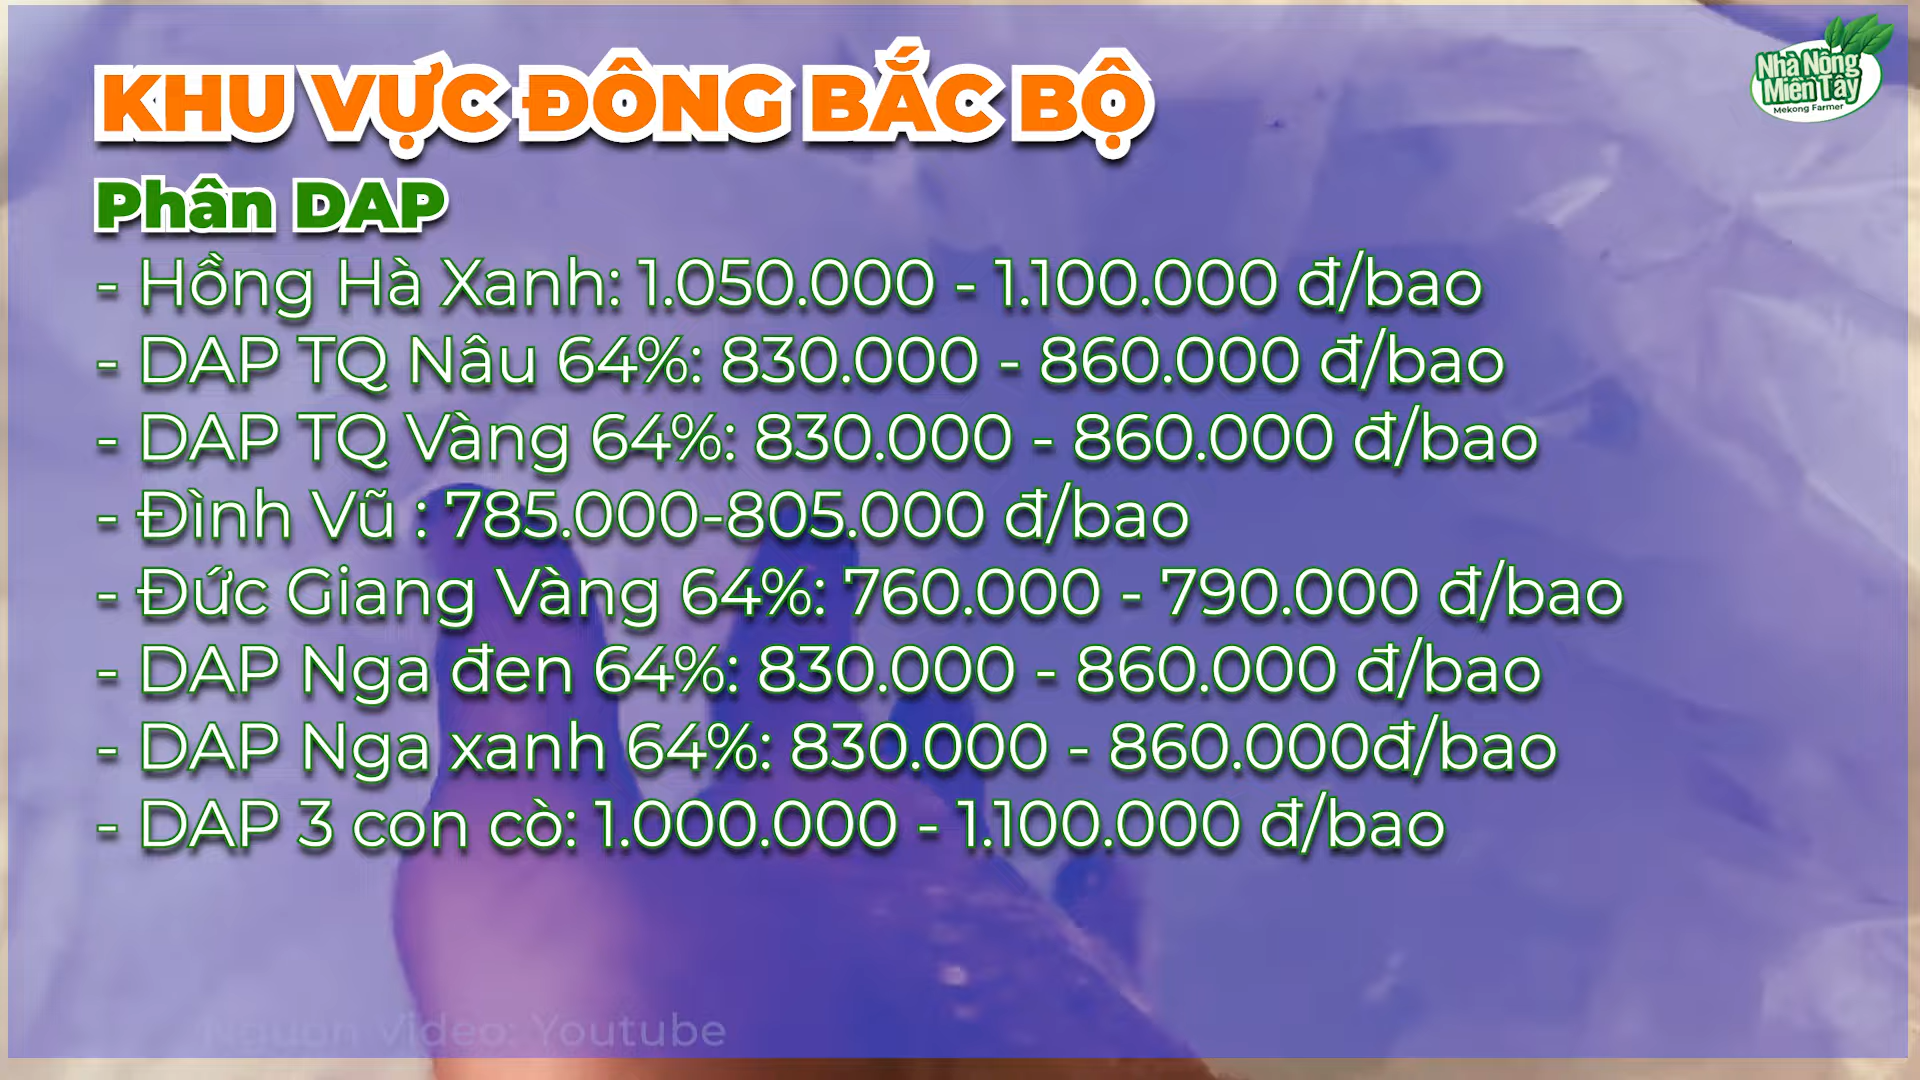 KHU VỰC ĐÔNG BẮC BỘ
Nhà Nông
Miền Tây
Mekong Farmer
Phân DAP
- Hồng Hà Xanh: 1.050.000 - 1.100.000 đ/bao
- DAP TQ Nâu 64%: 830.000 - 860.000 đ/bao
- DAP TQ Vàng 64%: 830.000 - 860.000 đ/bao
- Đình Vũ : 785.000-805.000 đ/bao
- Đức Giang Vàng 64%: 760.000 - 790.000 đ/bao
- DAP Nga đen 64%: 830.000 - 860.000 đ/bao
- DAP Nga xanh 64%: 830.000 - 860.000đ/bao
- DAP 3 con cò: 1.000.000 - 1.100.000 đ/bao
Nguồn video: Youtube